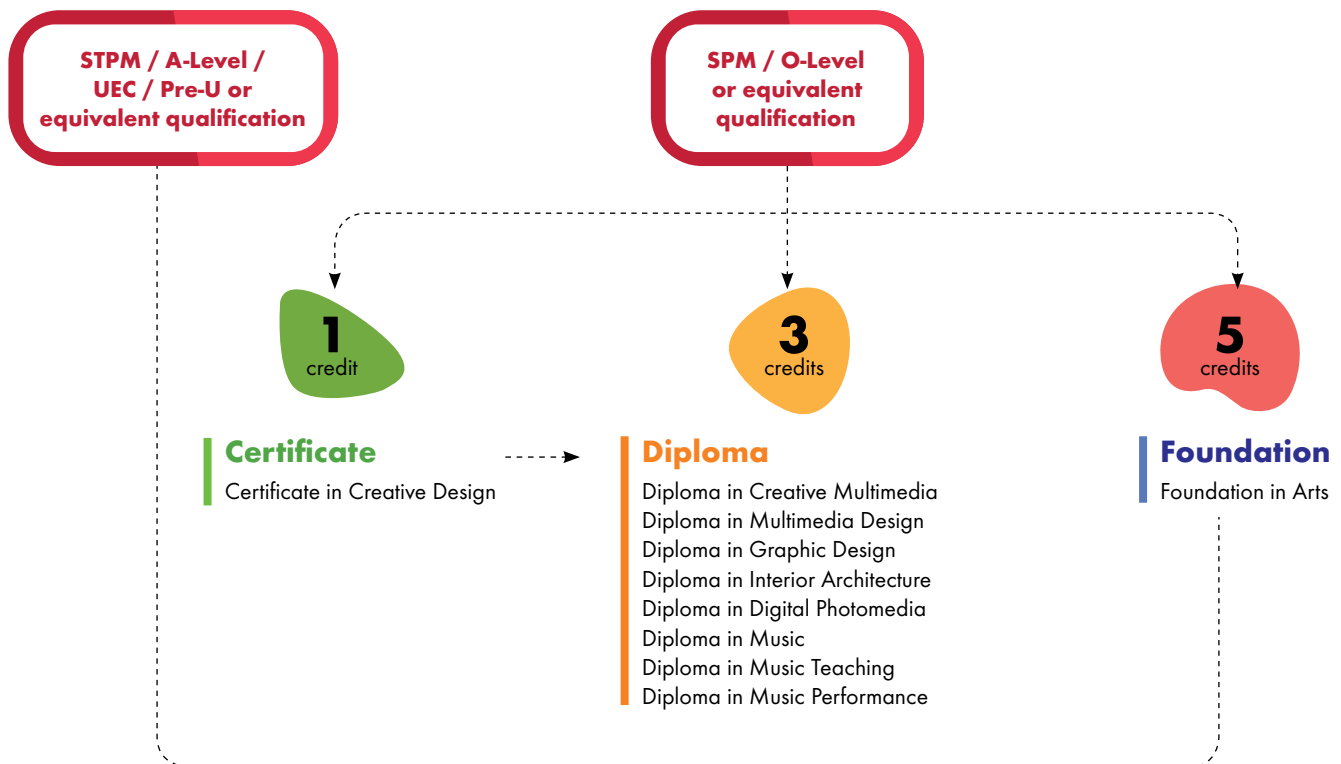 STPM / A-Level /
UEC / Pre-U or
equivalent qualification
SPM / O-Level
or equivalent
qualification
1
credit
3
credits
5
credits
Certificate
Certificate in Creative Design
Diploma
Diploma in Creative Multimedia
Diploma in Multimedia Design
Diploma in Graphic Design
Diploma in Interior Architecture
Diploma in Digital Photomedia
Diploma in Music
Diploma in Music Teaching
Diploma in Music Performance
Foundation
Foundation in Arts